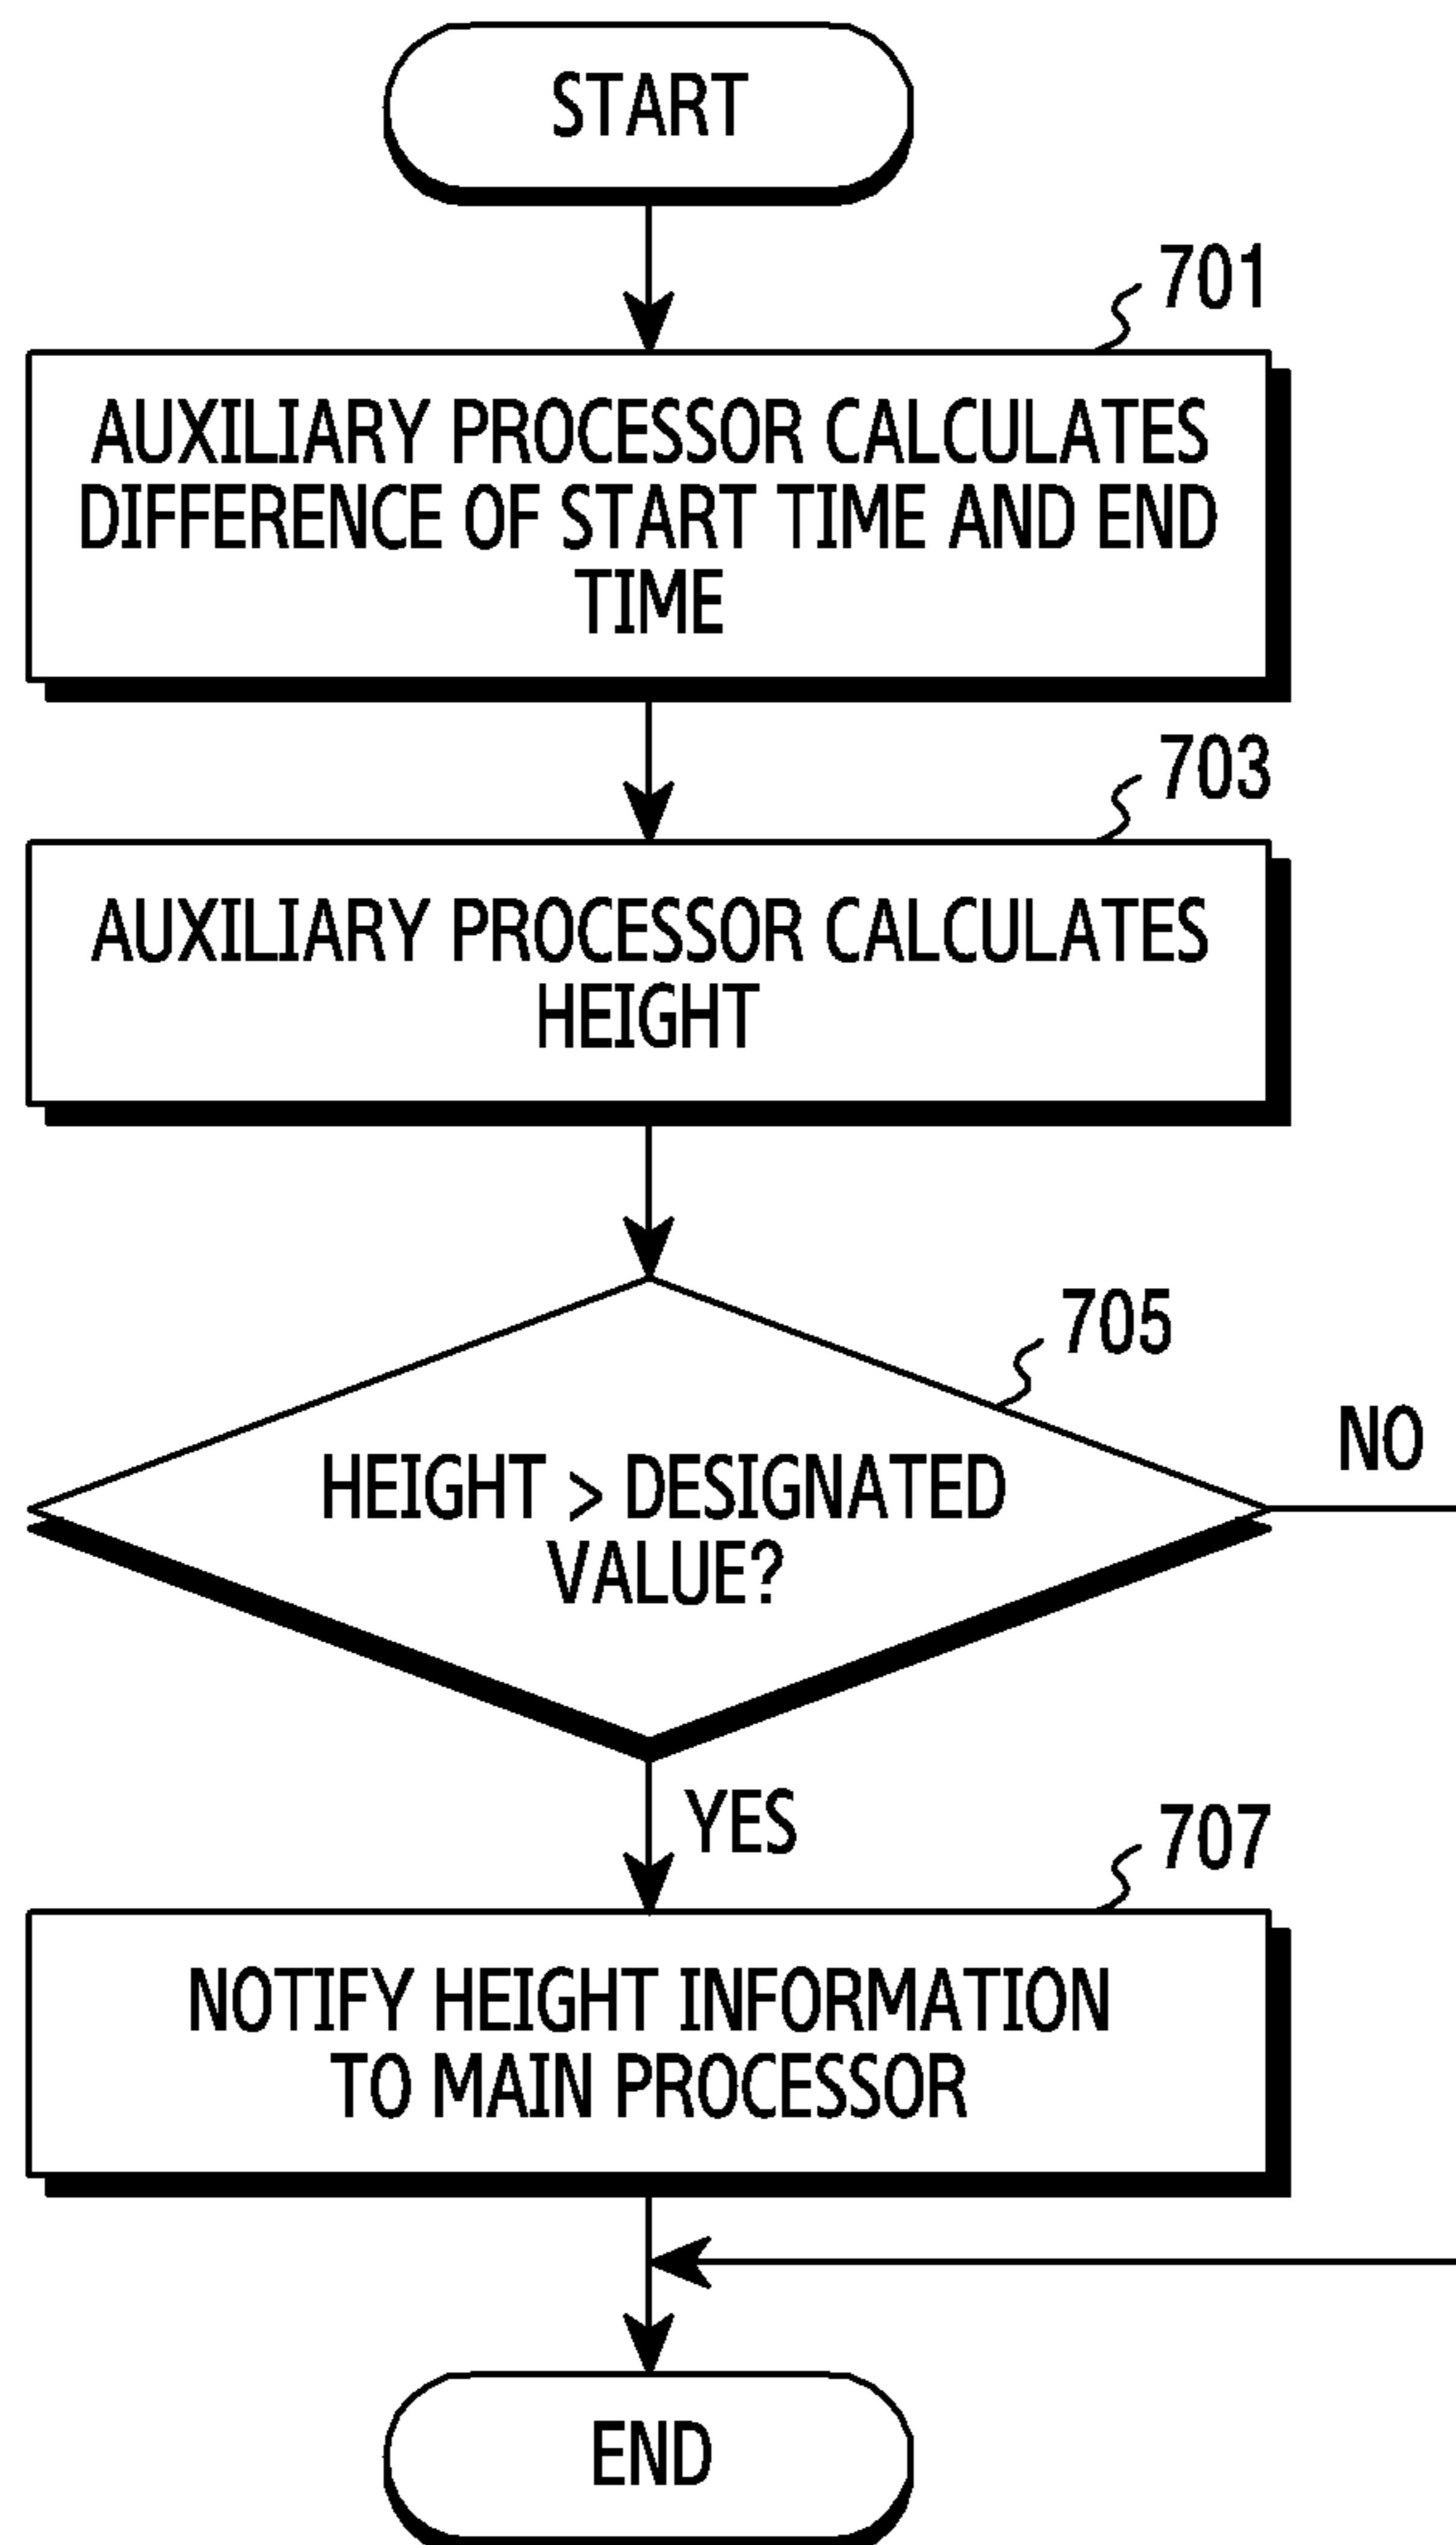 START
701
AUXILIARY PROCESSOR CALCULATES
DIFFERENCE OF START TIME AND END
TIME
703
AUXILIARY PROCESSOR CALCULATES
HEIGHT
705
HEIGHT > DESIGNATED
VALUE?
NO
YES
707
NOTIFY HEIGHT INFORMATION
TO MAIN PROCESSOR
END